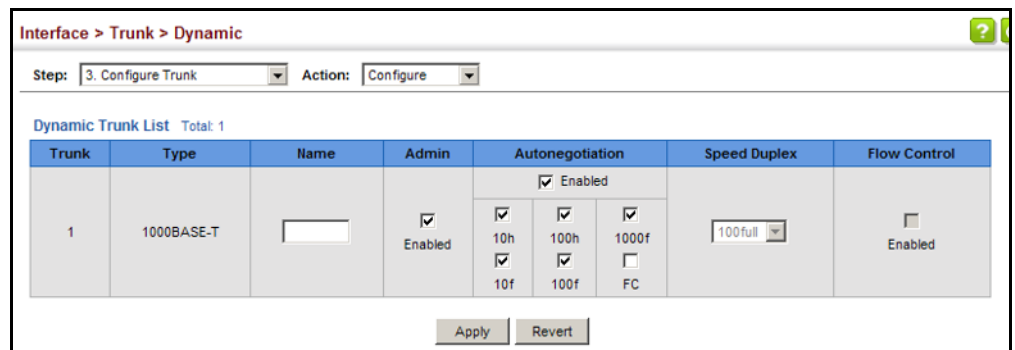 Interface > Trunk > Dynamic
?
Step: 3. Configure Trunk Action: Configure
Dynamic Trunk List Total: 1
Trunk Type Name Admin Autonegotiation Speed Duplex Flow Control
Enabled
1 1000BASE-T Enabled 10h 100h 1000f 100full Enabled
10f 100f FC
Apply Revert